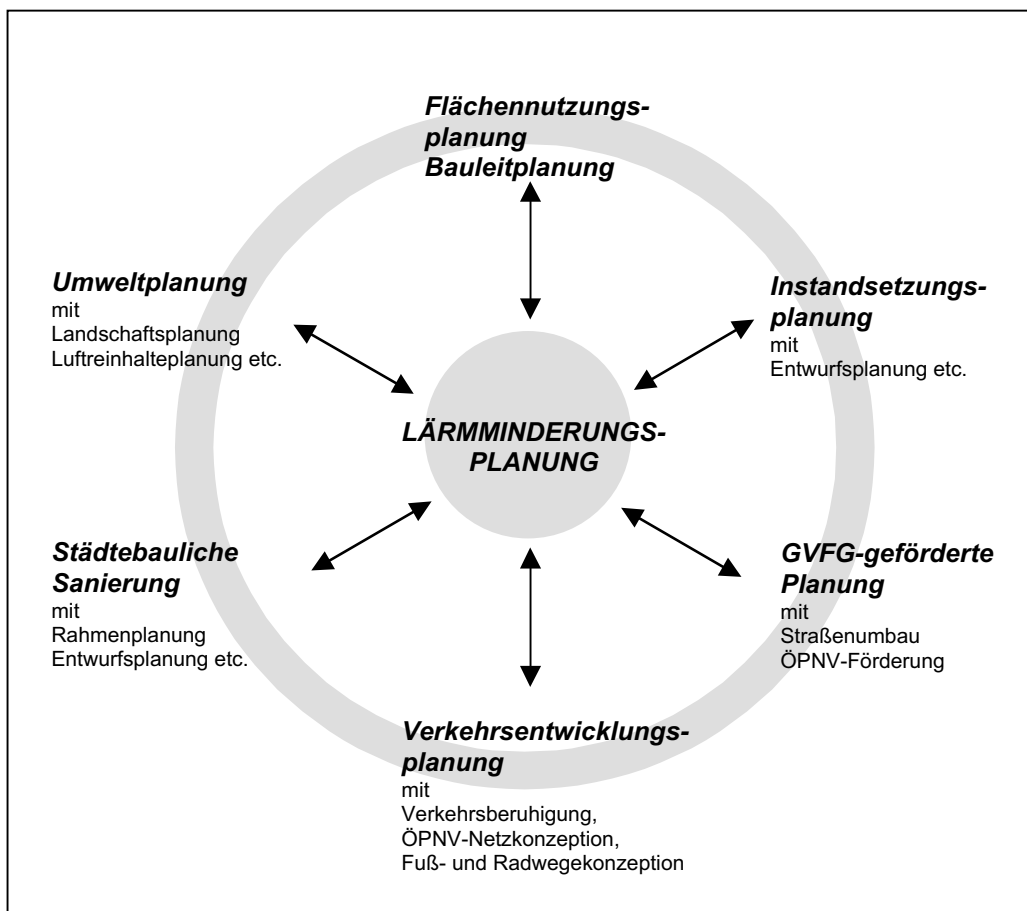 Flächennutzungs-
planung
Bauleitplanung
Umweltplanung
mit
Landschaftsplanung
Luftreinhalteplanung etc.
Instandsetzungs-
planung
mit
Entwurfsplanung etc.
LÄRMMINDERUNGS-
PLANUNG
Städtebauliche
Sanierung
mit
Rahmenplanung
Entwurfsplanung etc.
GVFG-geförderte
Planung
mit
Straßenumbau
ÖPNV-Förderung
Verkehrsentwicklungs-
planung
mit
Verkehrsberuhigung,
ÖPNV-Netzkonzeption,
Fuß- und Radwegekonzeption